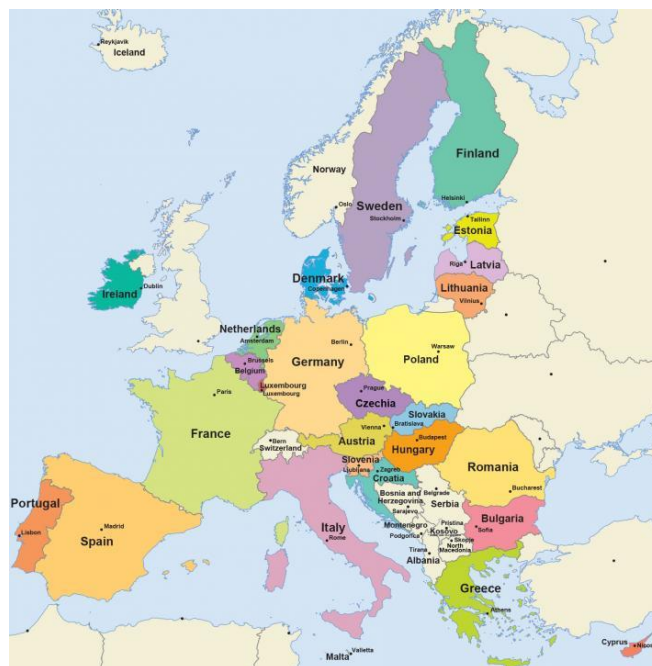 Reykjavik
Iceland
Norway
Oslo
Sweden
Stockholm
Finland
Helsinki
Tallinn
Estonia
Riga
Latvia
Lithuania
Vilnius
Denmark
Copenhagen
Ireland
Dublin
Netherlands
Amsterdam
Brussels
Belgium
Luxembourg
Luxembourg
Berlin
Germany
Warsaw
Poland
Prague
Czechia
Slovakia
Bratislava
Vienna
Austria
Budapest
Hungary
Paris
France
Bern
Switzerland
Slovenia
Ljubljana
Zagreb
Croatia
Romania
Bucharest
Bosnia and
Herzegovina
Sarajevo
Belgrade
Serbia
Montenegro
Podgorica
Pristina
Kosovo
Skopje
North
Macedonia
Tirana
Albania
Bulgaria
Sofia
Portugal
Lisbon
Madrid
Spain
Italy
Rome
Greece
Athens
Valletta
Malta
Cyprus